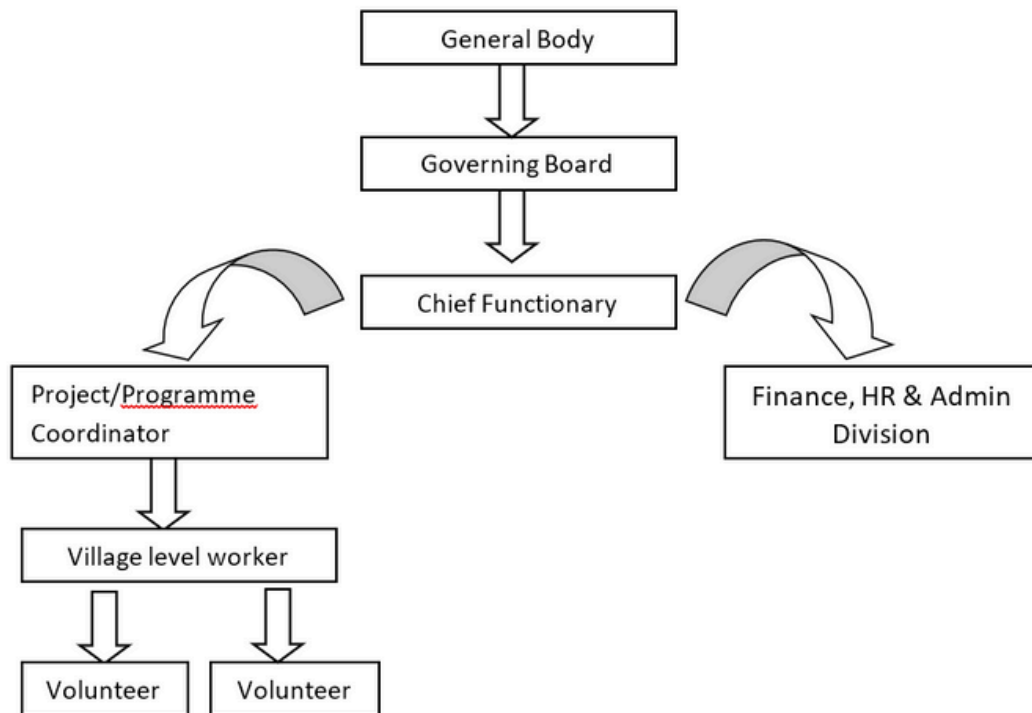 General Body
Governing Board
Chief Functionary
Project/Programme
Coordinator
Finance, HR & Admin
Division
Village level worker
Volunteer
Volunteer